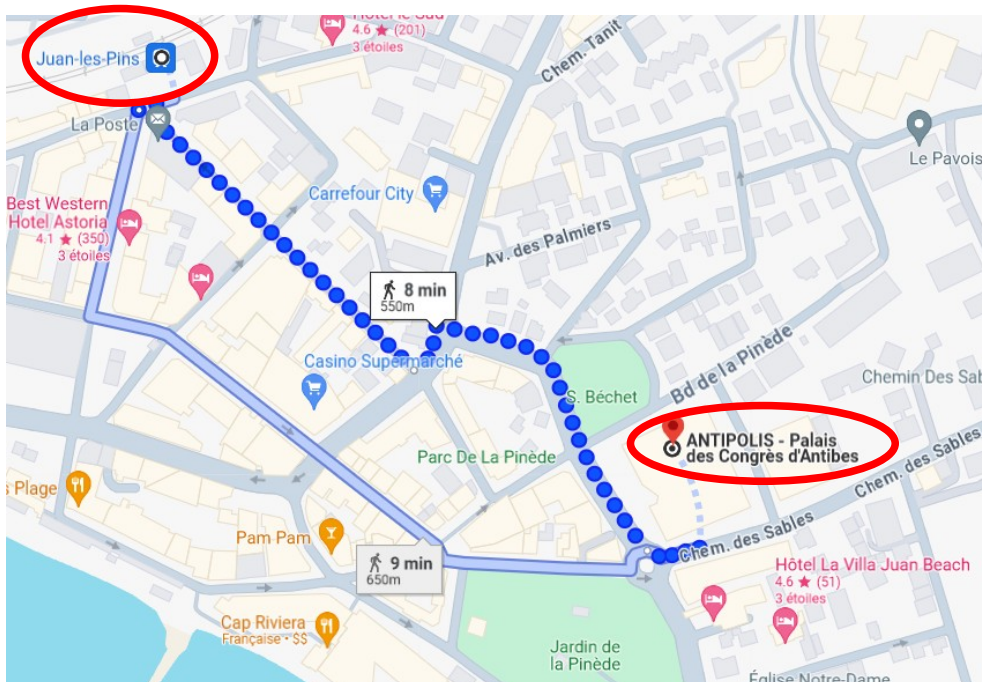 Hôtel le Sud
4.6 ★ (201)
3 étoiles
Juan-les-Pins
Chem. Tanit
La Poste
Le Pavois
Carrefour City
Best Western
Hotel Astoria
4.1 ★ (350)
3 étoiles
Av. des Palmiers
8 min
550m
Casino Supermarché
S. Béchet
Bd de la Pinède
Chemin Des Sab
ANTIPOLIS - Palais
des Congrès d'Antibes
Parc De La Pinède
Chem. des Sables
s Plage
Pam Pam
Chem. des Sables
9 min
650m
Hôtel La Villa Juan Beach
4.6 ★ (51)
3 étoiles
Cap Riviera
Française • $$
Jardin de
la Pinède
Église Notre-Dame